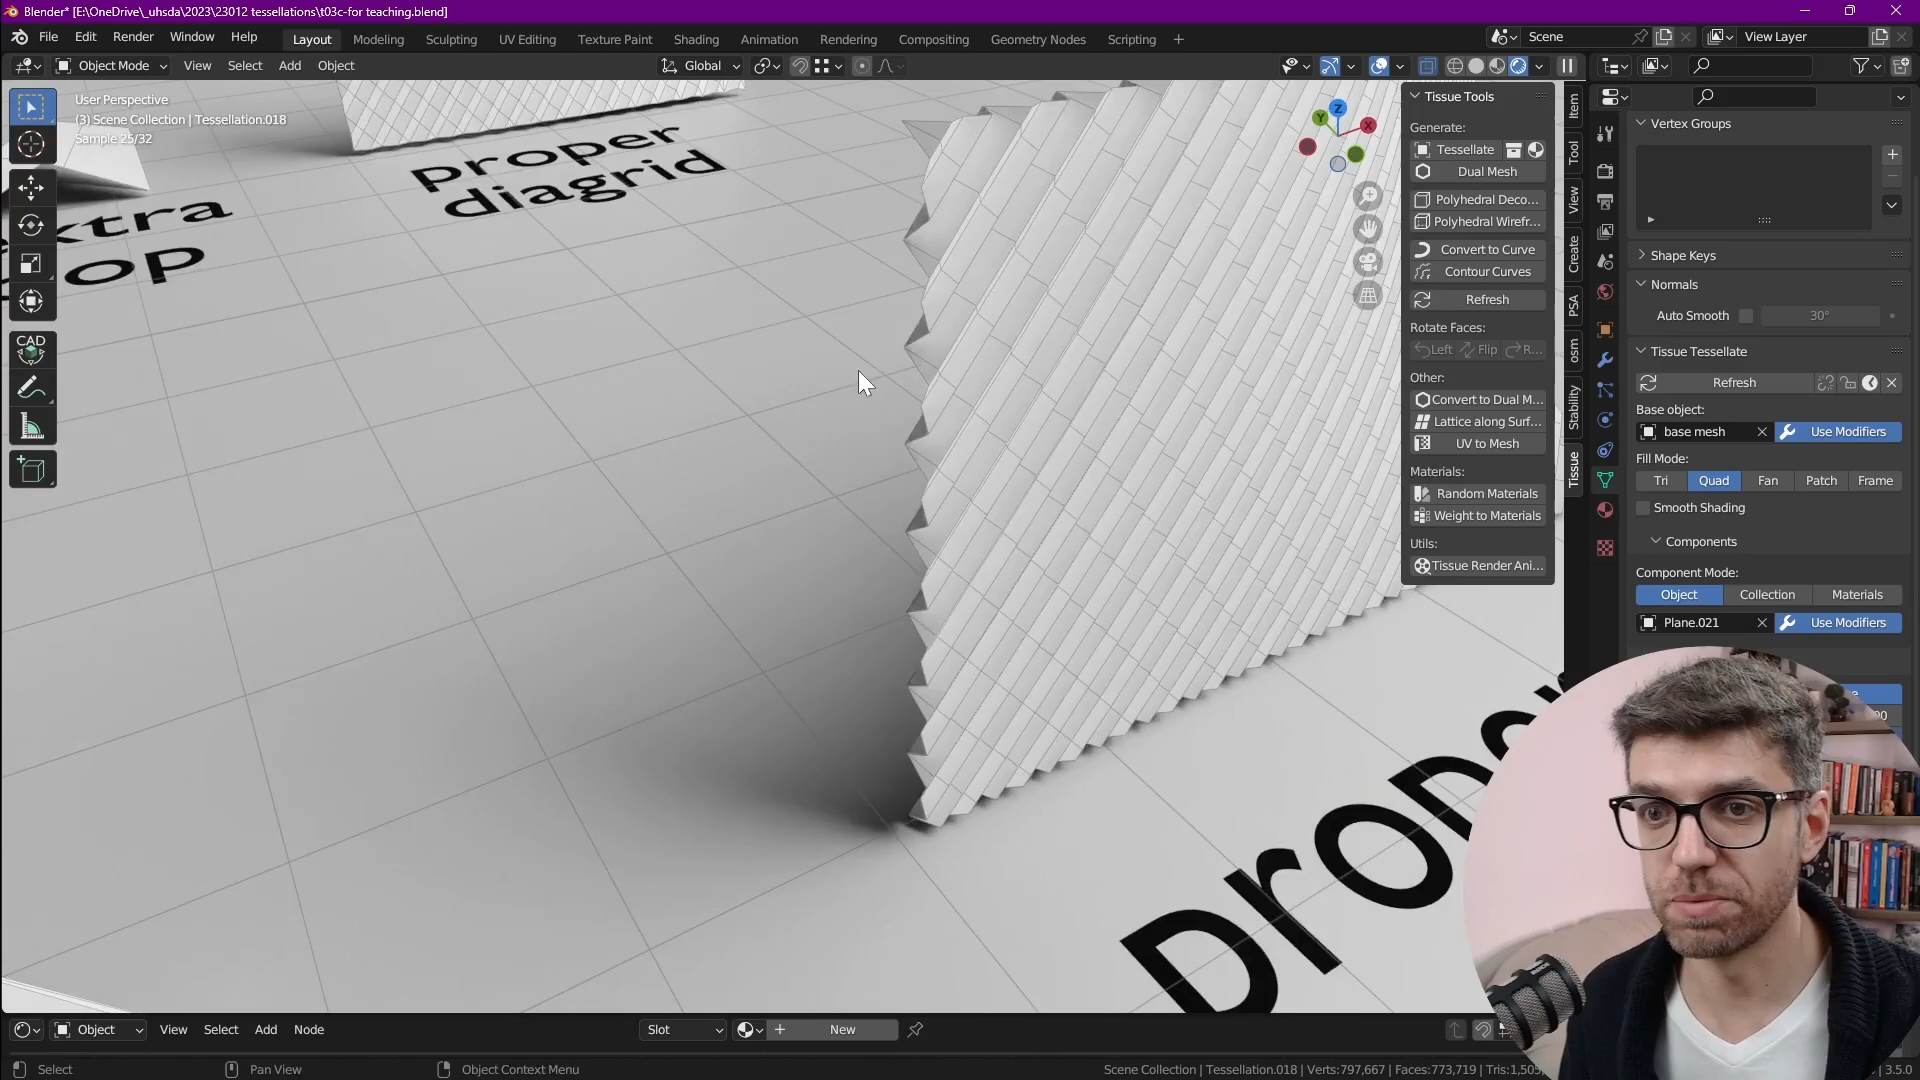 Blender* [E:\OneDrive\_uhsda\2023\23012 tessellations\t03c-for teaching.blend]
File Edit Render Window Help Layout Modeling Sculpting UV Editing Texture Paint Shading Animation Rendering Compositing Geometry Nodes Scripting + Scene View Layer
Object Mode View Select Add Object Global
User Perspective
(3) Scene Collection | Tessellation.018
Sample 25/32
CAD
proper
diagrid
Tissue Tools
Generate:
Tessellate
Dual Mesh
Polyhedral Deco...
Polyhedral Wirefr...
Convert to Curve
Contour Curves
Refresh
Rotate Faces:
Left Flip R...
Other:
Convert to Dual M...
Lattice along Surf...
UV to Mesh
Materials:
Random Materials
Weight to Materials
Utils:
Tissue Render Ani...
Item
Tool
View
Create
PSA
osm
Stability
Tissue
Vertex Groups
Shape Keys
Normals
Auto Smooth 30°
Tissue Tessellate
Refresh
Base object:
base mesh Use Modifiers
Fill Mode:
Tri Quad Fan Patch Frame
Smooth Shading
Components
Component Mode:
Object Collection Materials
Plane.021 Use Modifiers
Z
Y
X
Object View Select Add Node Slot New
Select Pan View Object Context Menu Scene Collection | Tessellation.018 | Verts:797,667 | Faces:773,719 | Tris:1,505, 3.5.0